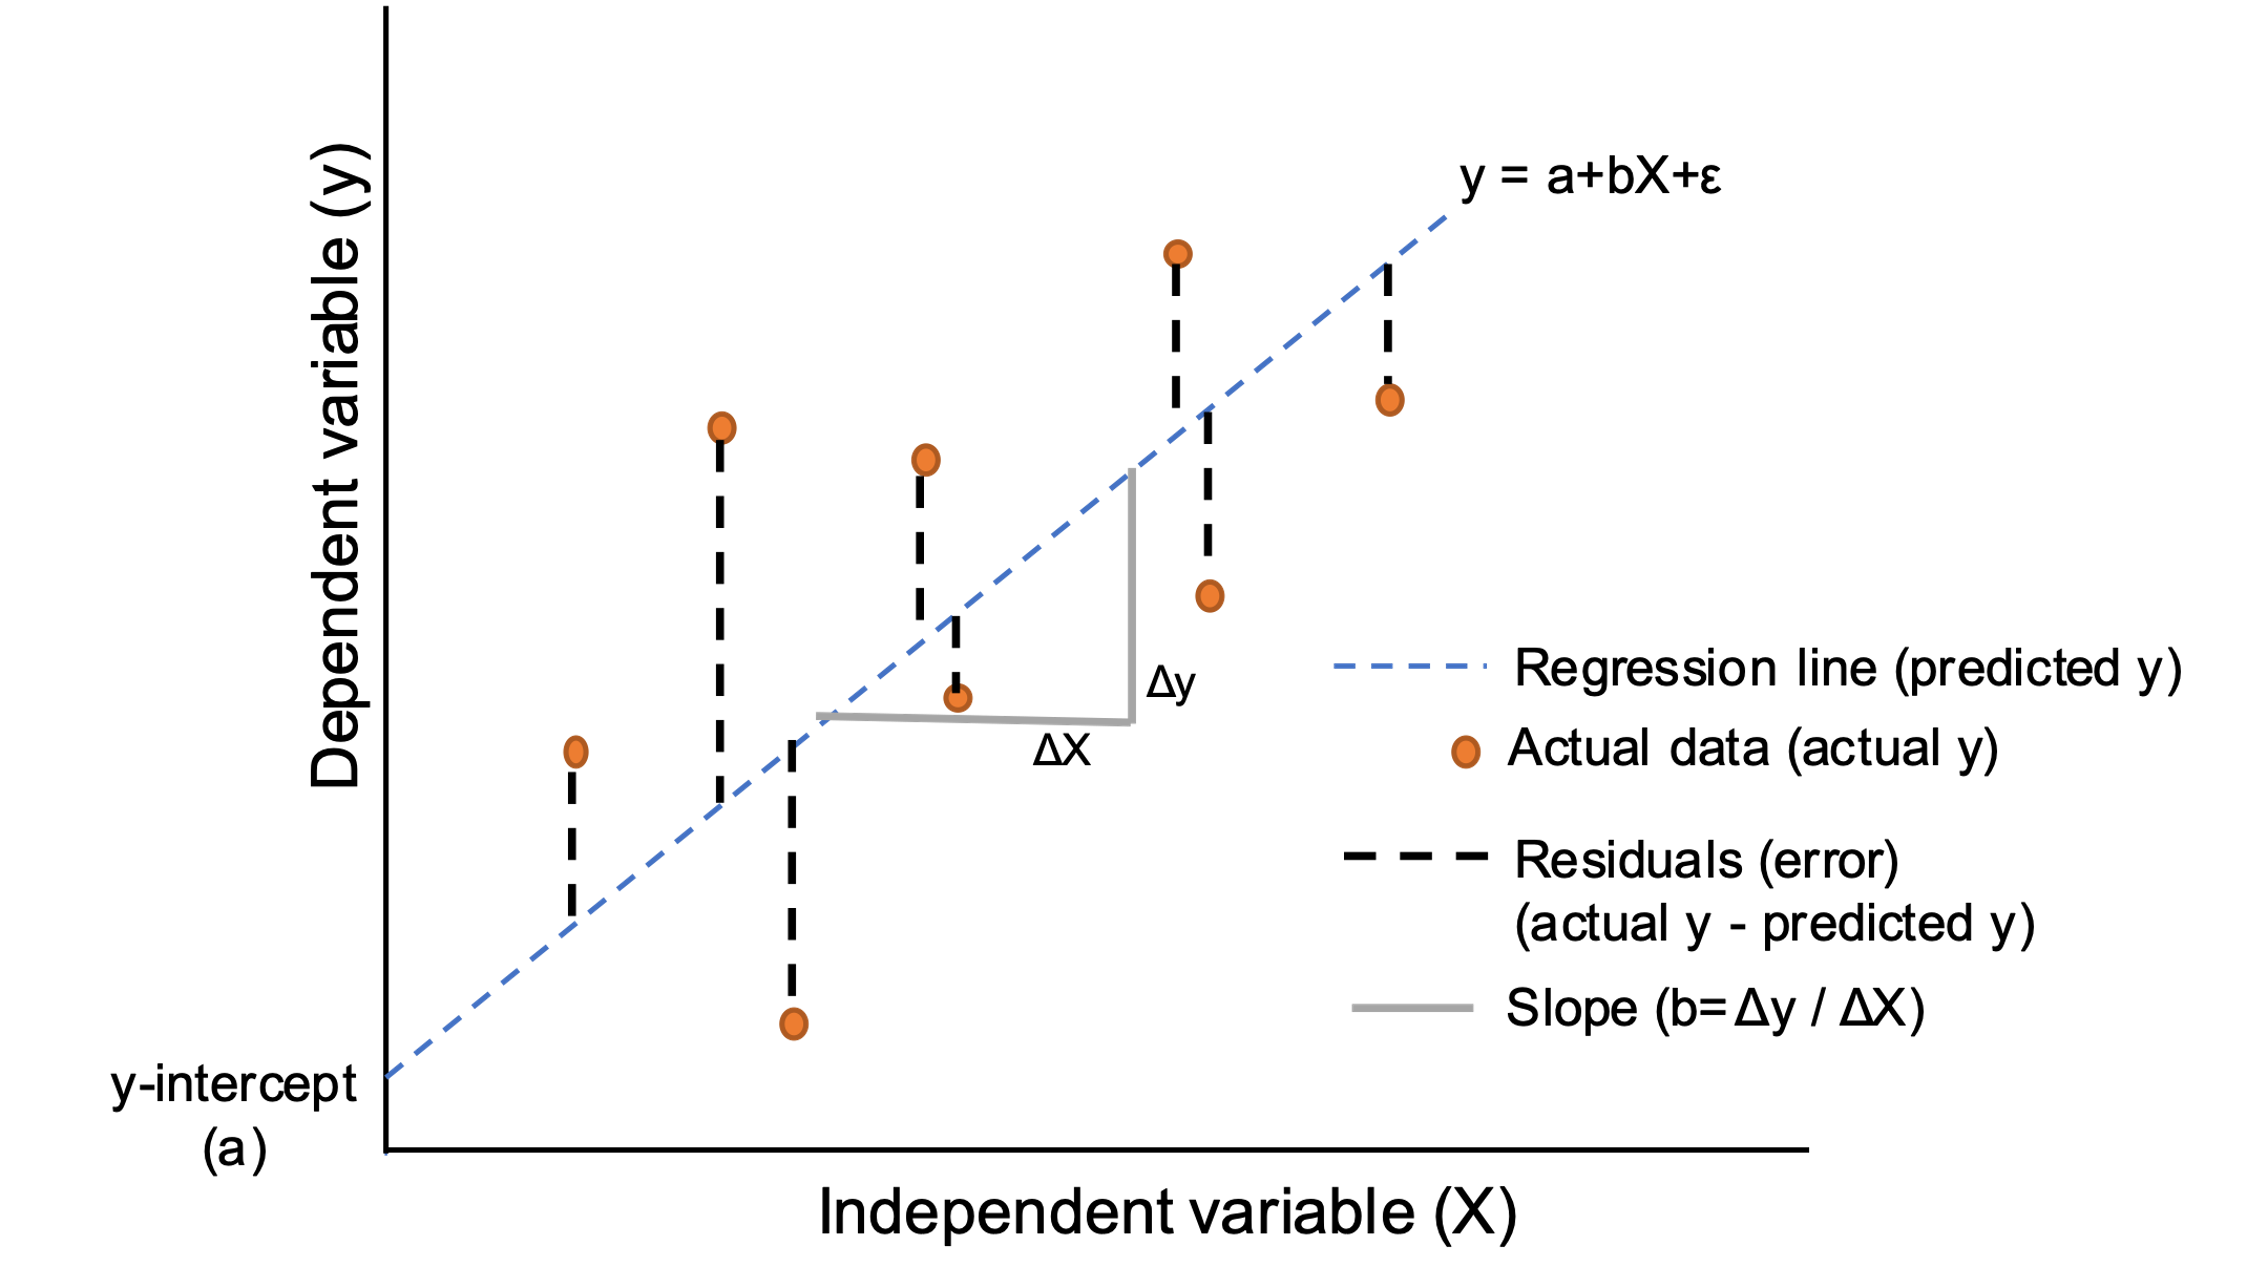 y = a+bX+ε
Dependent variable (y)
Δy
ΔX
Regression line (predicted y)
Actual data (actual y)
Residuals (error)
(actual y - predicted y)
Slope (b=Δy / ΔX)
y-intercept
(a)
Independent variable (X)